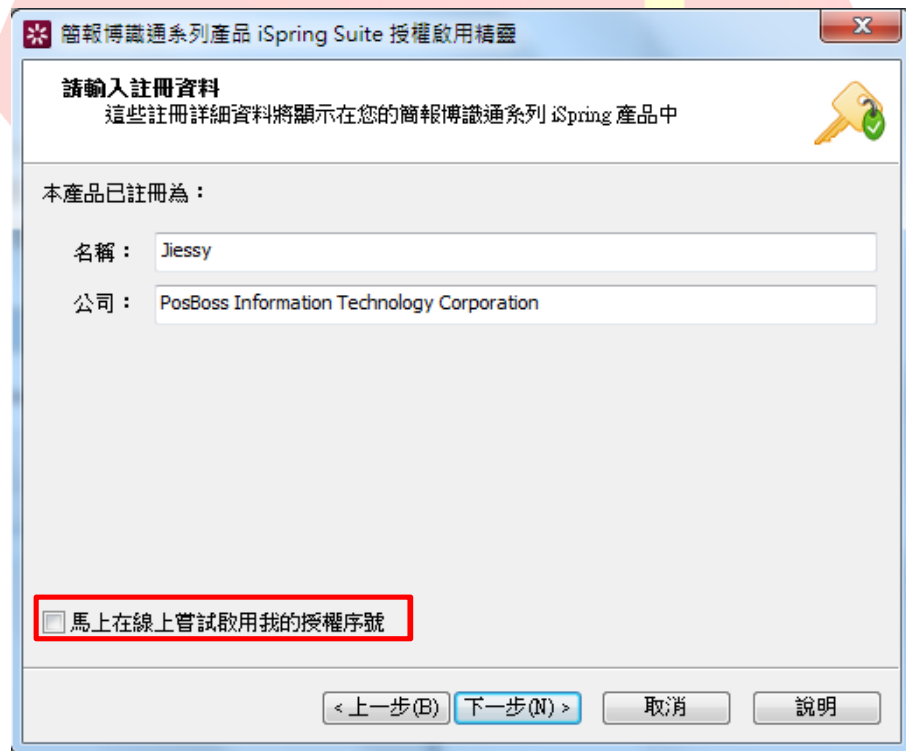 簡報博識通系列產品 iSpring Suite 授權啟用精靈
請輸入註冊資料
這些註冊詳細資料將顯示在您的簡報博識通系列 iSpring 產品中
本產品已註冊為：
名稱： Jiessy
公司： PosBoss Information Technology Corporation
馬上在線上嘗試啟用我的授權序號
<上一步(B) 下一步(N)> 取消 說明